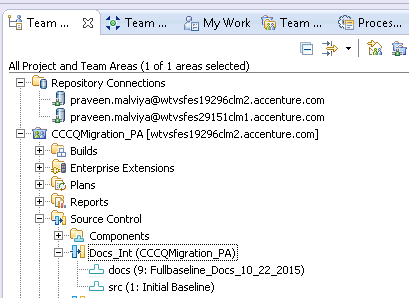 Team ...
Team ...
My Work
Team ...
Proces...
All Project and Team Areas (1 of 1 areas selected)
Repository Connections
praveen.malviya@wtvsfes19296clm2.accenture.com
praveen.malviya@wtvsfes29151clm1.accenture.com
CCCQMigration_PA [wtvsfes19296clm2.accenture.com]
Builds
Enterprise Extensions
Plans
Reports
Source Control
Components
Docs_Int (CCCQMigration_PA)
docs (9: Fullbaseline_Docs_10_22_2015)
src (1: Initial Baseline)